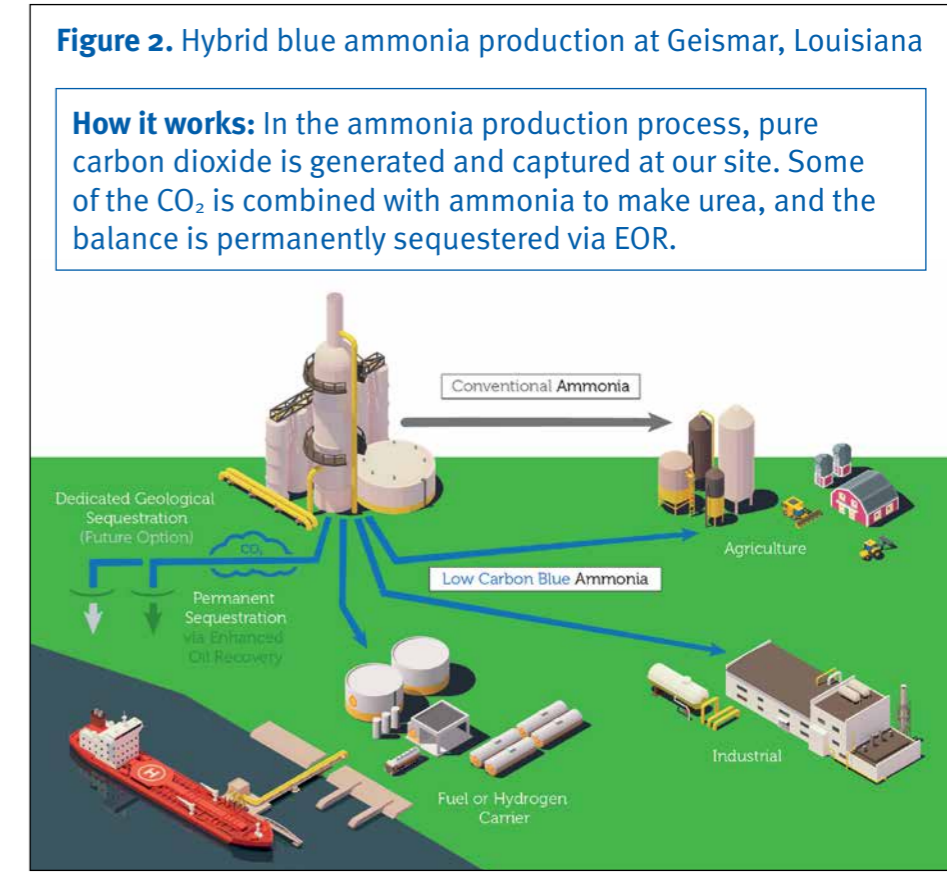 Figure 2. Hybrid blue ammonia production at Geismar, Louisiana
How it works: In the ammonia production process, pure
carbon dioxide is generated and captured at our site. Some
of the CO₂ is combined with ammonia to make urea, and the
balance is permanently sequestered via EOR.
Conventional Ammonia
Dedicated Geological
Sequestration
(Future Option)
CO₂
Agriculture
Low Carbon Blue Ammonia
Permanent
Sequestration
via Enhanced
Oil Recovery
Industrial
Fuel or Hydrogen
Carrier
H